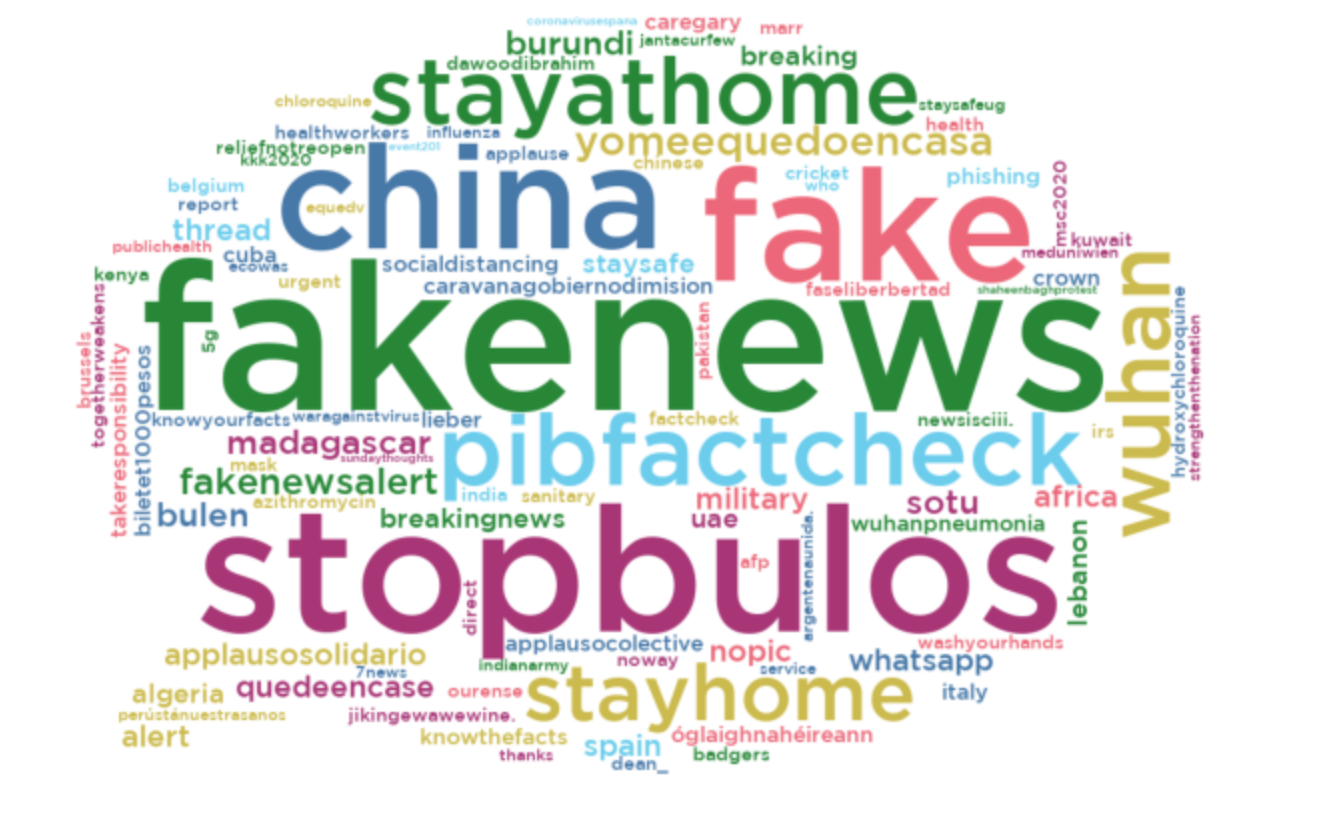 coronavirusespana caregary marr
burundi jantacurfew
dawoodibrahim breaking
stayathome
chloroquine staysafeug
healthworkers influenza yomeequedoencasa health
reliefnotreopen event201 applause
kkk2020 chinese
china fake
belgium cricket phishing
who
report equedv msc2020
thread
publichealth kuwait
cuba meduniwien
ecowas socialdistancing staysafe
kenya urgent caravanagobiernodimision faseliberbertad crown
shaheenbaghprotest
fakenews
5g pakistan
wuhan
brussels
togetherweakens
takeresponsibility
biletet1000pesos
hydroxychloroquine
strengthenthenation
knowyourfacts waragainstvirus lieber factcheck newsisciii.
madagascar pibfactcheck irs
sundaythoughts
mask
fakenewsalert india sanitary military sotu africa
azithromycin
bulen breakingnews uae wuhanpneumonia
stopbulos
afp
direct
argentenaunida.
lebanon
applausocolective washyourhands
applausosolidario indianarmy noway nopic whatsapp
7news service
algeria quedeencase ourense stayhome italy
perústánuestrasanos jikingewawewine.
alert knowthefacts óglaighnahéireann
thanks spain badgers
dean_